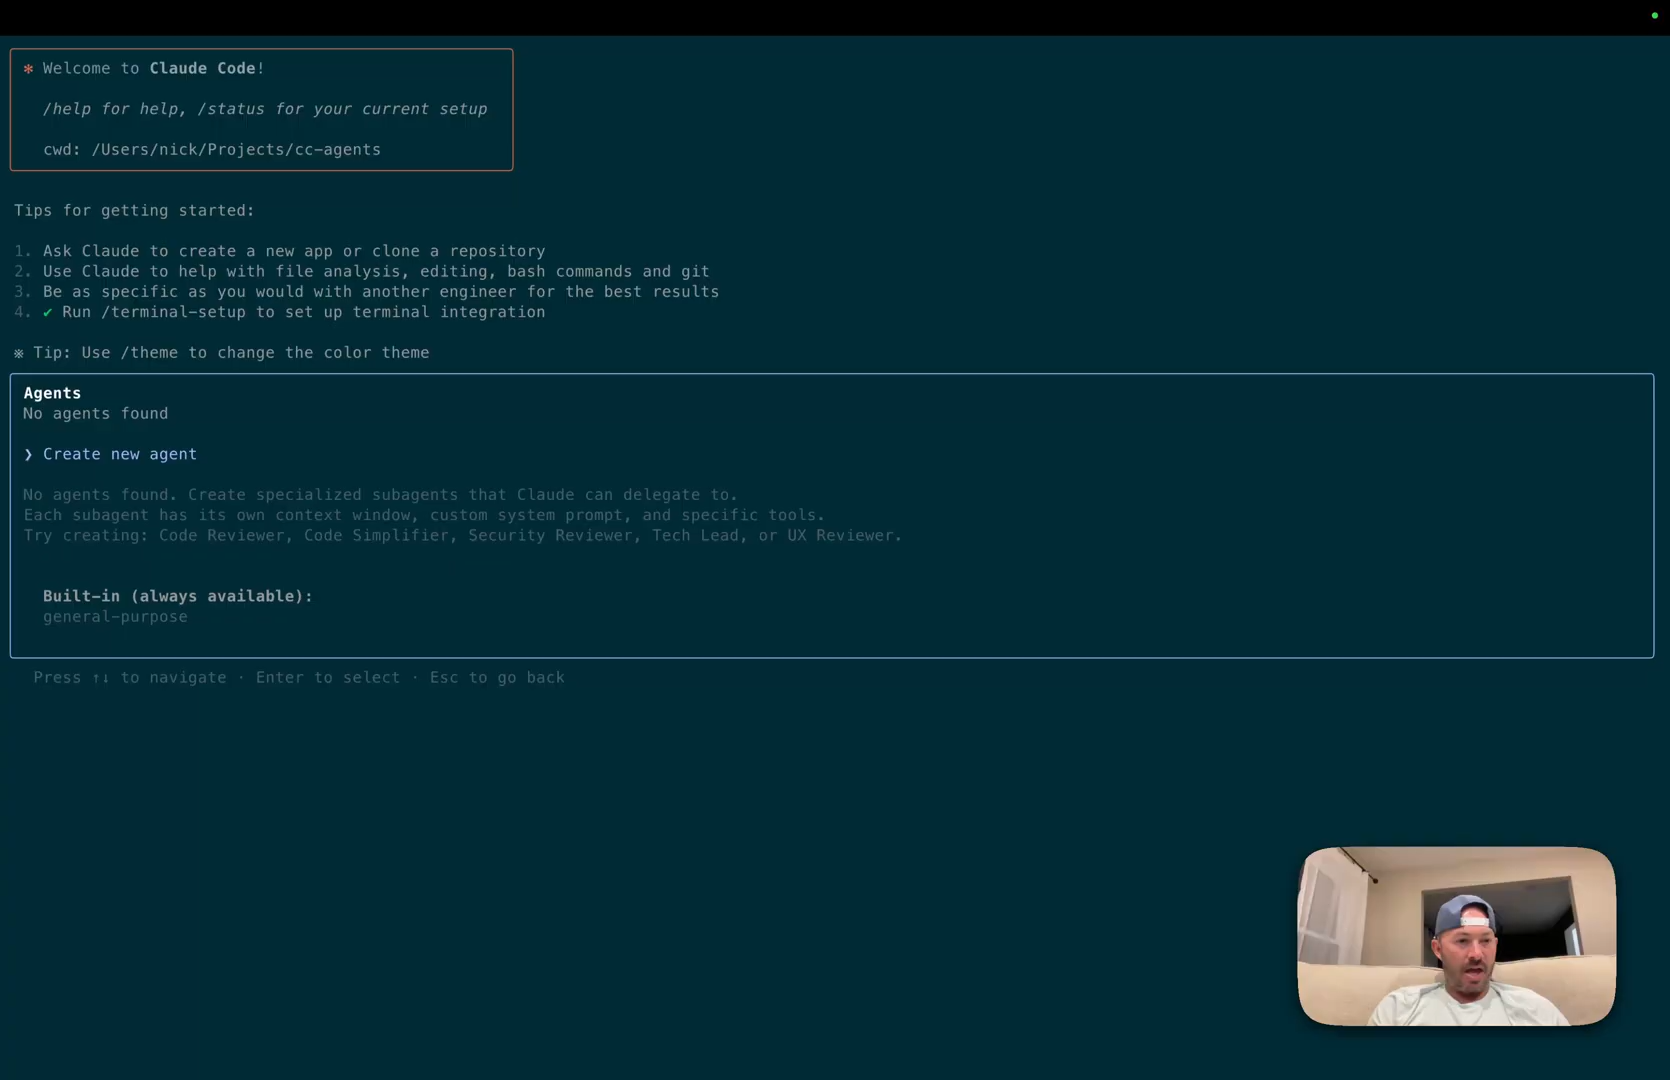 ✻ Welcome to Claude Code!
/help for help, /status for your current setup
cwd: /Users/nick/Projects/cc-agents
Tips for getting started:
1. Ask Claude to create a new app or clone a repository
2. Use Claude to help with file analysis, editing, bash commands and git
3. Be as specific as you would with another engineer for the best results
4. ✔ Run /terminal-setup to set up terminal integration
※ Tip: Use /theme to change the color theme
Agents
No agents found
❯ Create new agent
No agents found. Create specialized subagents that Claude can delegate to.
Each subagent has its own context window, custom system prompt, and specific tools.
Try creating: Code Reviewer, Code Simplifier, Security Reviewer, Tech Lead, or UX Reviewer.
Built-in (always available):
general-purpose
Press ↑↓ to navigate · Enter to select · Esc to go back